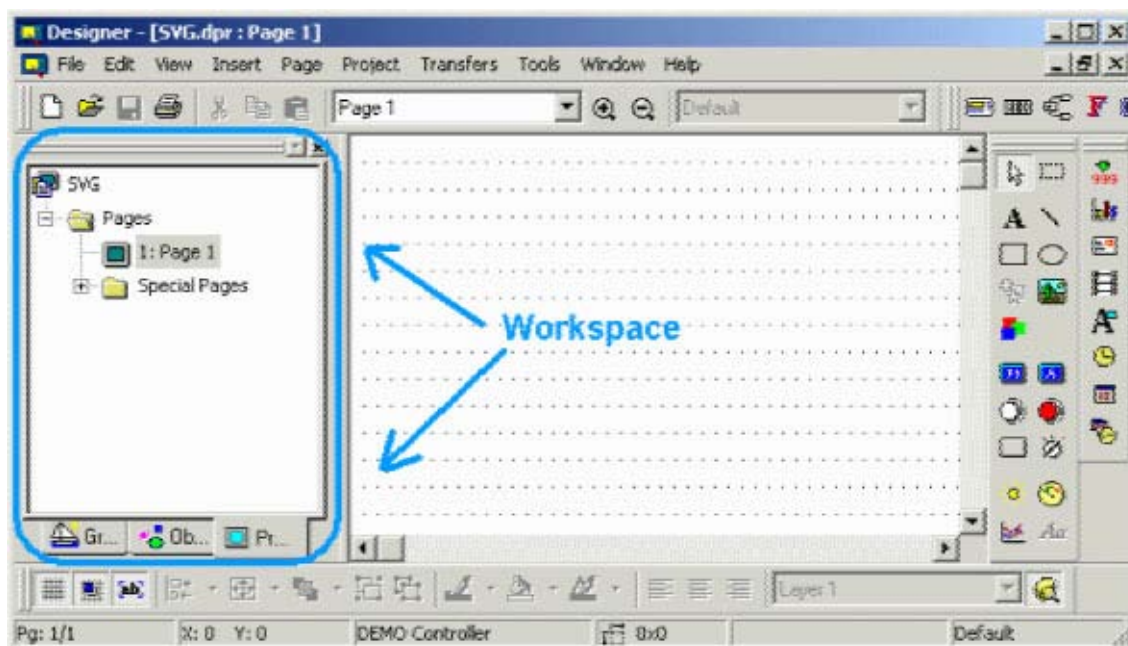 Designer - [SVG.dpr : Page 1]
File Edit View Insert Page Project Transfers Tools Window Help
Page 1 Default
SVG
Pages
1: Page 1
Special Pages
Workspace
Gr... Ob... Pr...
Layer 1
Pg: 1/1 X: 0 Y: 0 DEMO Controller 0x0 Default